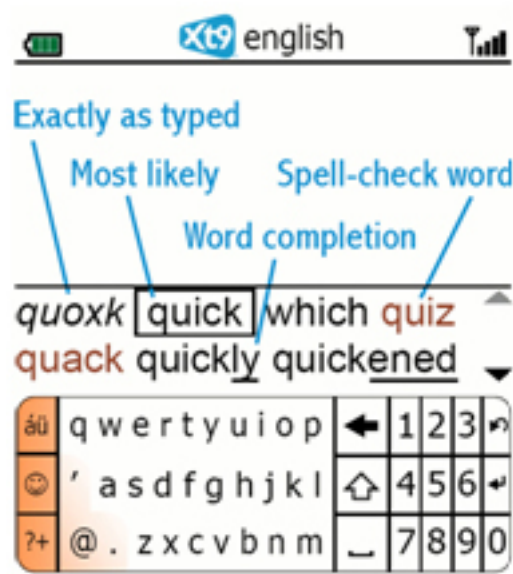 Xt9 english
Exactly as typed
Most likely Spell-check word
Word completion
quoxk quick which quiz
quack quickly quickened
áü q w e r t y u i o p 1 2 3
' a s d f g h j k l 4 5 6
?+ @ . z x c v b n m 7 8 9 0